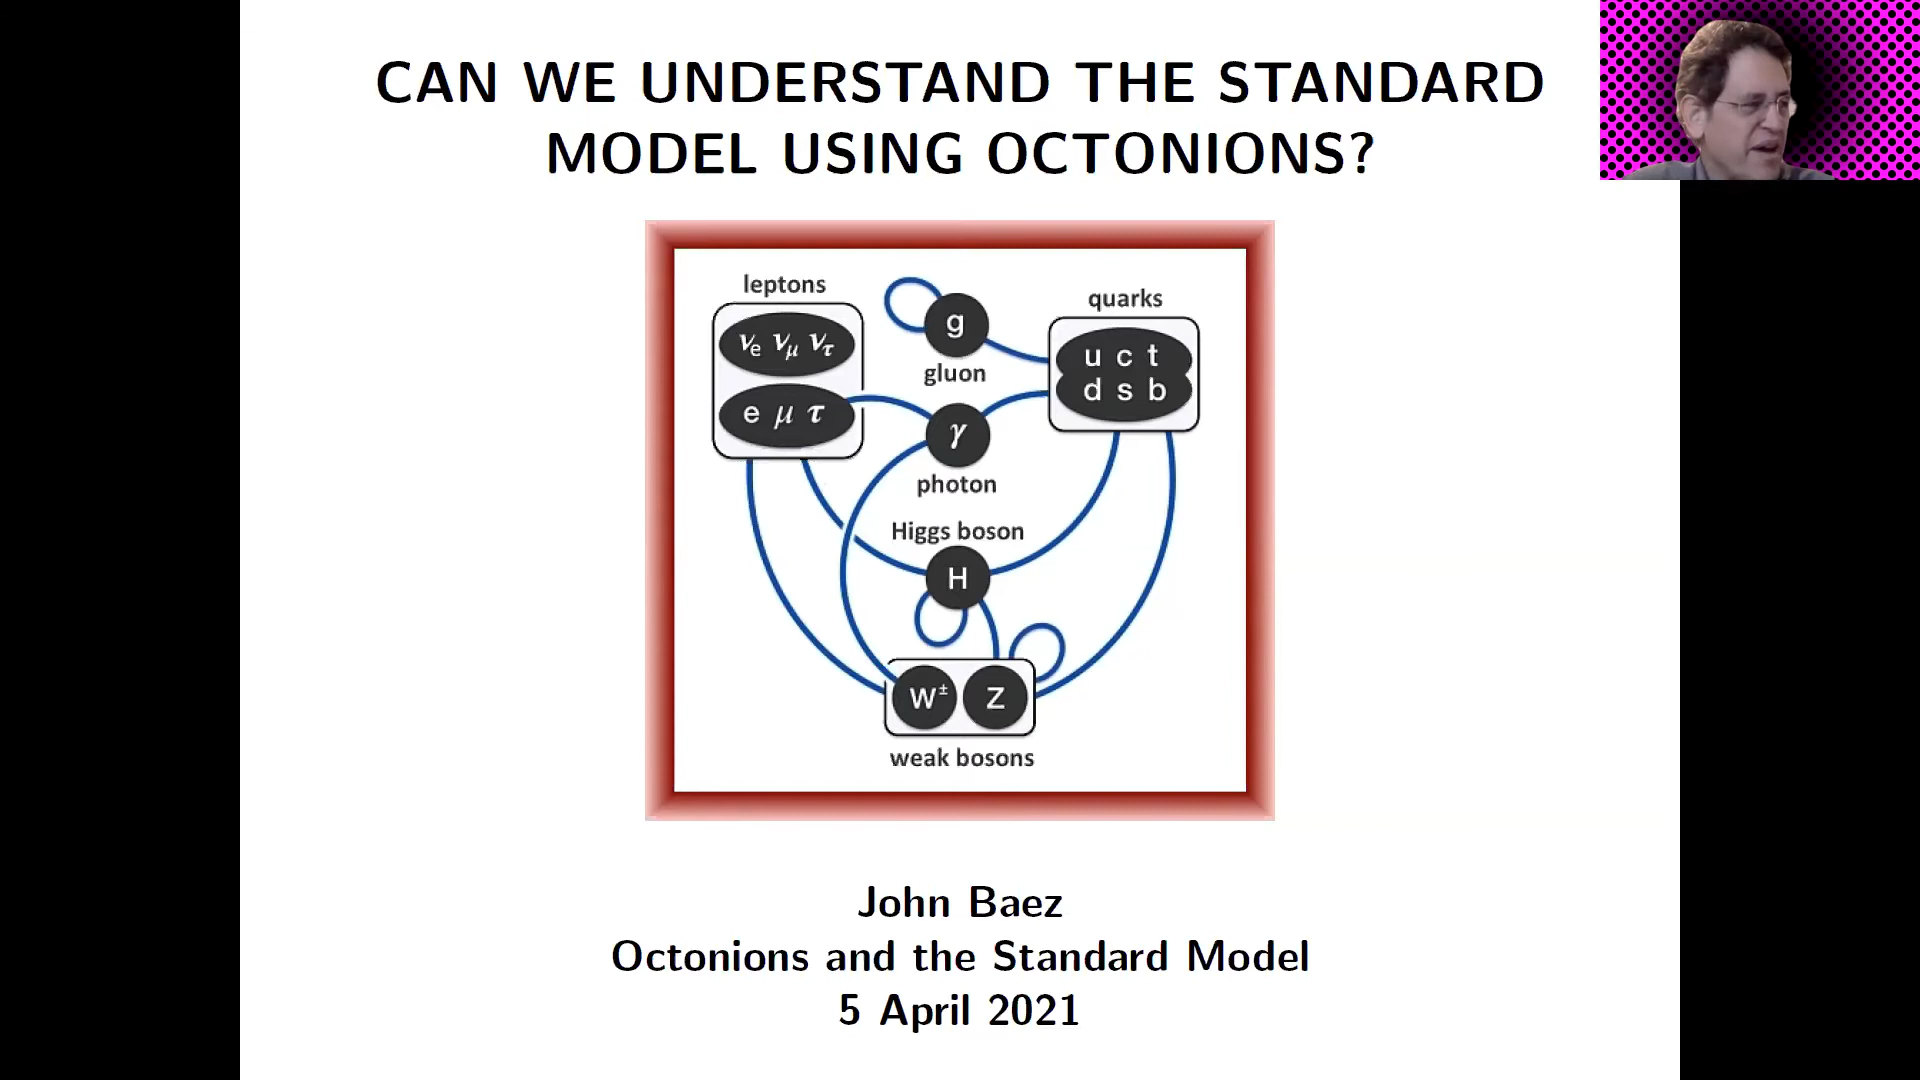 CAN WE UNDERSTAND THE STANDARD
MODEL USING OCTONIONS?
leptons
νe νμ ντ
e μ τ
g
gluon
quarks
u c t
d s b
γ
photon
Higgs boson
H
W± Z
weak bosons
John Baez
Octonions and the Standard Model
5 April 2021